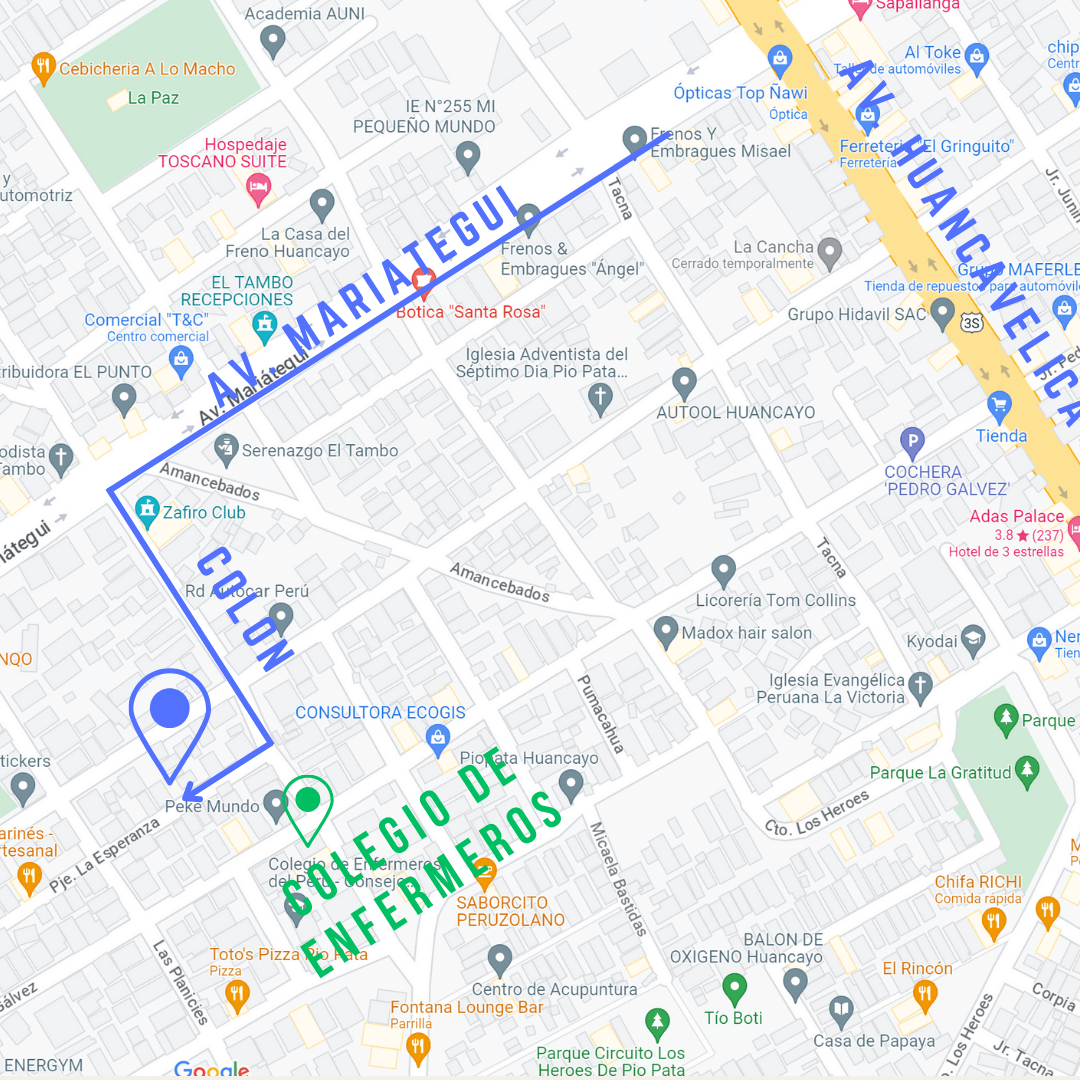 Academia AUNI
Sapallanga
Cebicheria A Lo Macho
La Paz
Al Toke
Taller de automóviles
chip
Centr
Ópticas Top Ñawi
Óptica
IE N°255 MI
PEQUEÑO MUNDO
Frenos Y
Embragues Misael
Ferreteria "El Gringuito"
Ferretería
AV. HUANCAVELICA
Hospedaje
TOSCANO SUITE
y
utomotriz
Jr. Junín
Tacna
La Casa del
Freno Huancayo
AV. MARIATEGUI
Frenos &
Embragues "Ángel"
La Cancha
Cerrado temporalmente
Grupo MAFERLE
Tienda de repuestos para automóvile
EL TAMBO
RECEPCIONES
Botica "Santa Rosa"
Grupo Hidavil SAC
3S
Comercial "T&C"
Centro comercial
Av. Mariátegui
Iglesia Adventista del
Séptimo Dia Pio Pata...
Jr. Ped
tribuidora EL PUNTO
AUTOOL HUANCAYO
Tienda
odista
Tambo
Serenazgo El Tambo
Amancebados
P
COCHERA
'PEDRO GALVEZ'
Zafiro Club
Adas Palace
3.8 ★ (237)
Hotel de 3 estrellas
iátegui
COLON
Tacna
Rd Autocar Perú
Amancebados
Licorería Tom Collins
Madox hair salon
Kyodai
Ner
Tien
NQO
Iglesia Evangélica
Peruana La Victoria
Pumacahua
CONSULTORA ECOGIS
Parque
Piopata Huancayo
tickers
Parque La Gratitud
Peke Mundo
Cto. Los Heroes
COLEGIO DE
ENFERMEROS
arinés -
rtesanal
Pje. La Esperanza
Colegio de Enfermeros
del Perú - Consejo...
Micaela Bastidas
SABORCITO
PERUZOLANO
Chifa RICHI
Comida rápida
Las Planicies
Toto's Pizza Pio Pata
Pizza
BALON DE
OXIGENO Huancayo
Centro de Acupuntura
El Rincón
Gálvez
Fontana Lounge Bar
Parrilla
Tío Boti
Casa de Papaya
Corpia
Los Heroes
Jr. Tacna
Parque Circuito Los
Heroes De Pio Pata
ENERGYM
Google